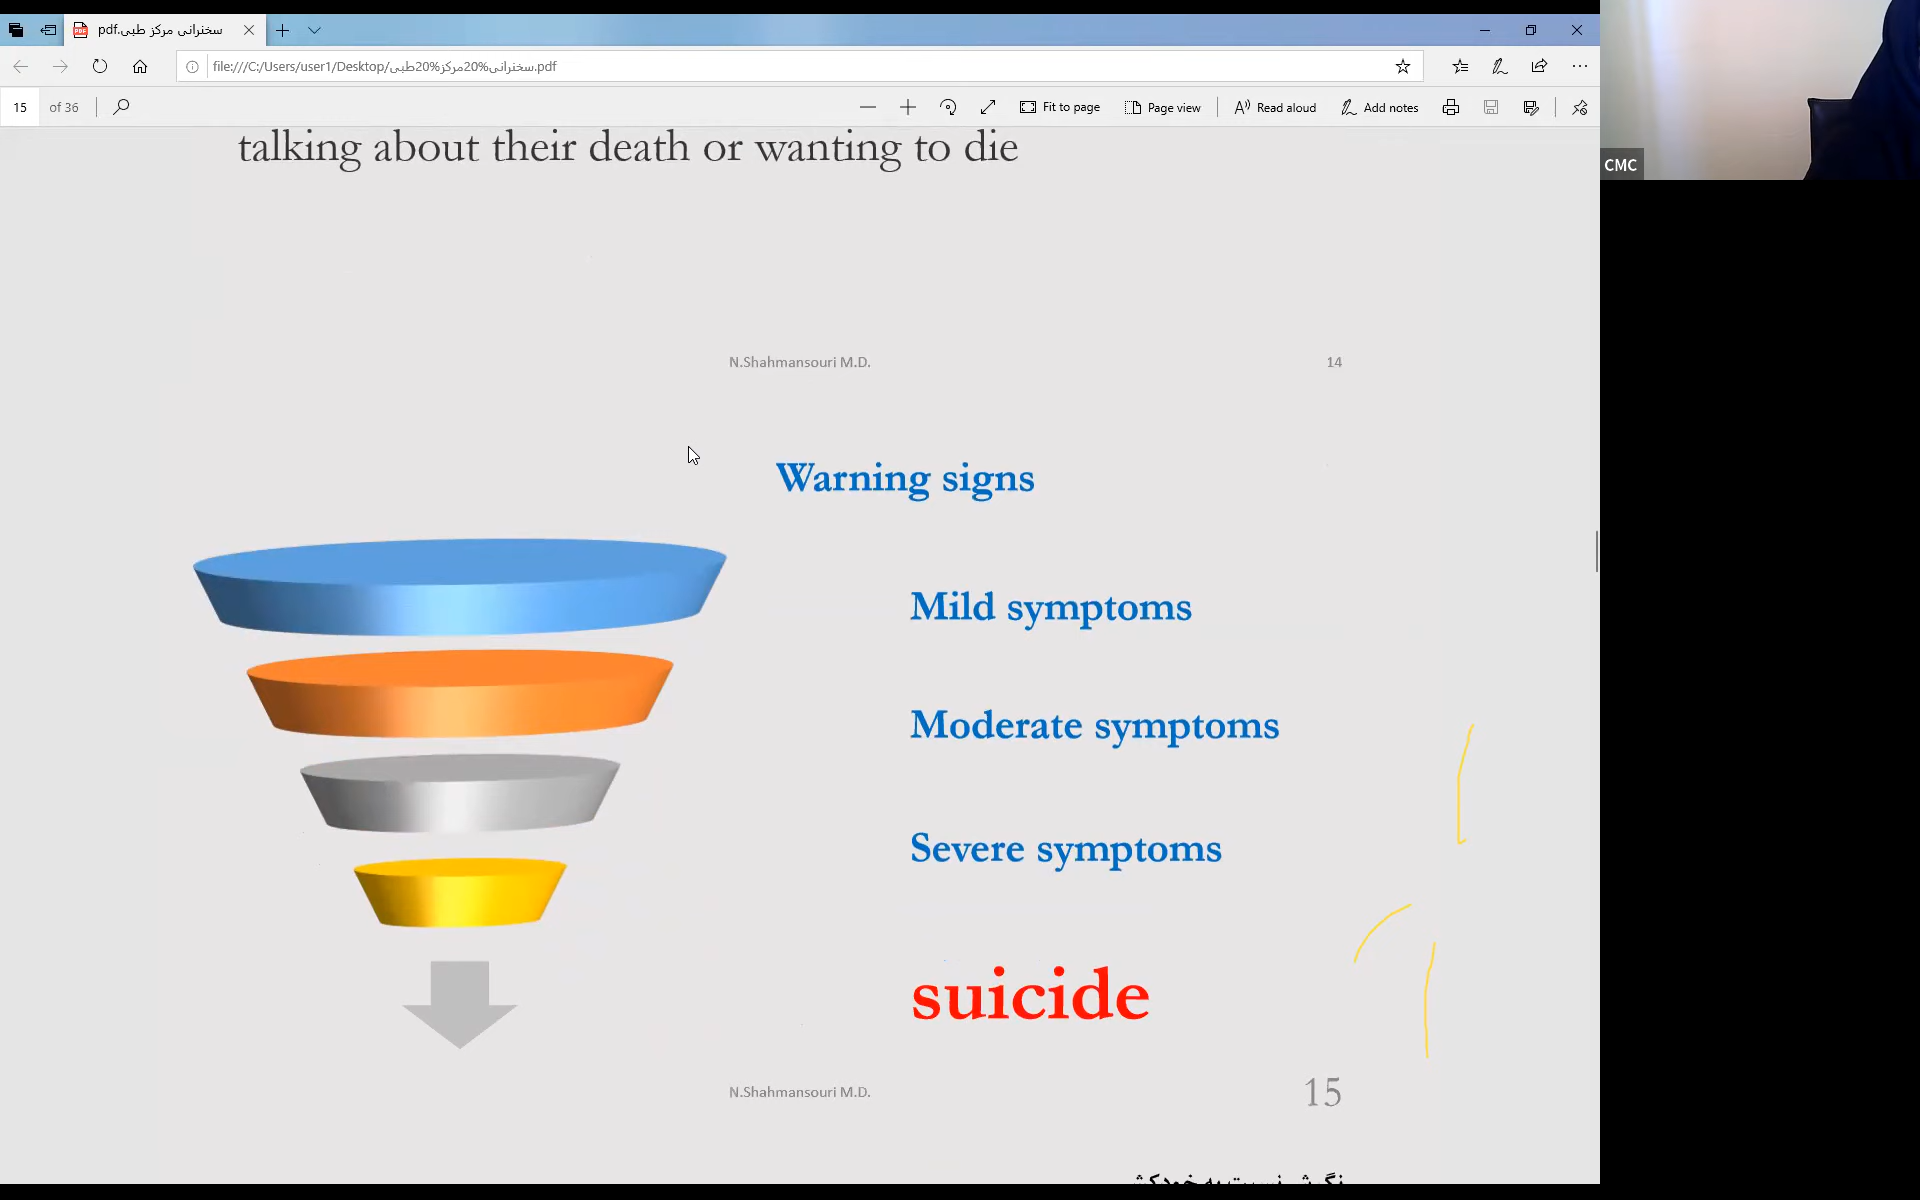 سخنرانی مرکز طبی.pdf
file:///C:/Users/user1/Desktop/سخنرانی%20مرکز%20طبی.pdf
15 of 36
Fit to page
Page view
Read aloud
Add notes
CMC
talking about their death or wanting to die
N.Shahmansouri M.D.
14
Warning signs
Mild symptoms
Moderate symptoms
Severe symptoms
suicide
N.Shahmansouri M.D.
15